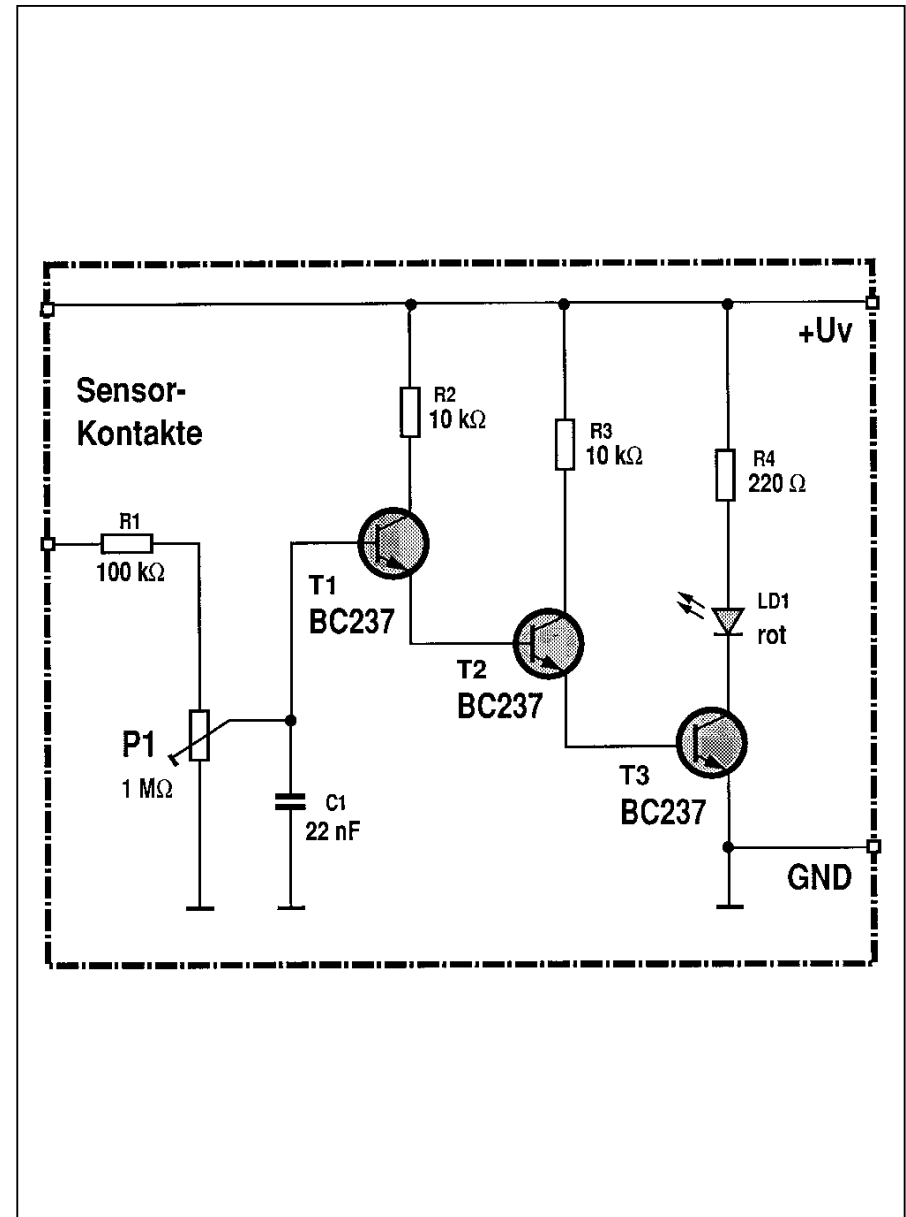 +Uv
Sensor-
Kontakte
R2
10 kΩ
R3
10 kΩ
R4
220 Ω
R1
100 kΩ
T1
BC237
LD1
rot
T2
BC237
P1
1 MΩ
T3
BC237
C1
22 nF
GND